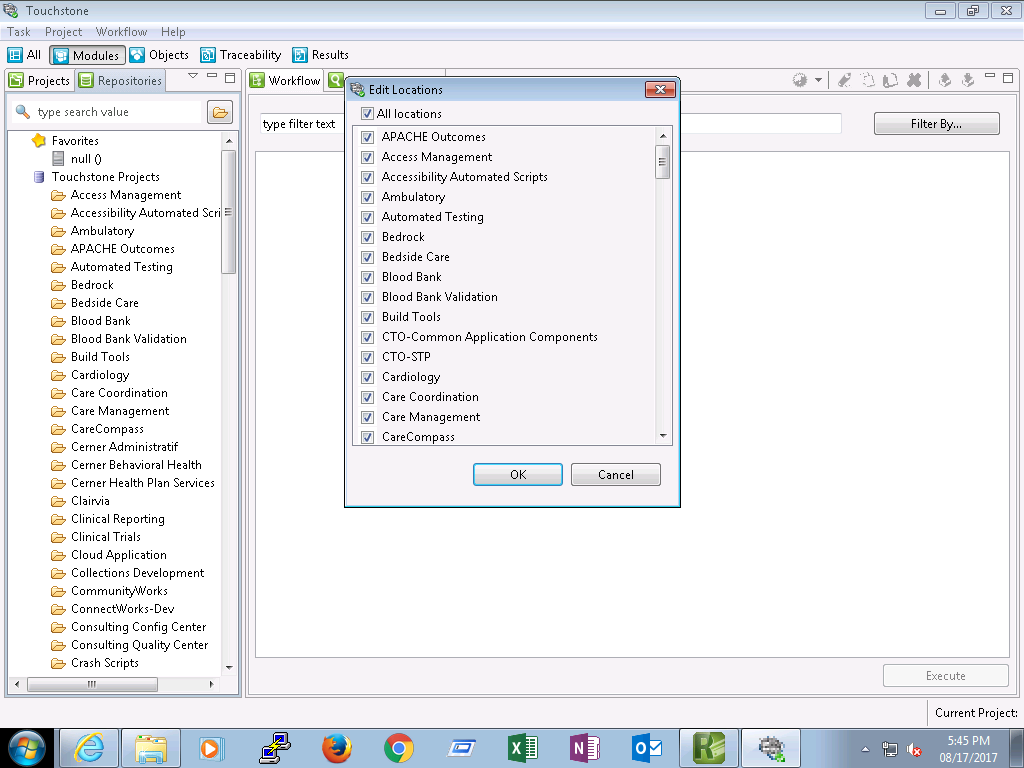 Touchstone
Task Project Workflow Help
All Modules Objects Traceability Results
Projects Repositories
type search value
Favorites
null ()
Touchstone Projects
Access Management
Accessibility Automated Scri
Ambulatory
APACHE Outcomes
Automated Testing
Bedrock
Bedside Care
Blood Bank
Blood Bank Validation
Build Tools
Cardiology
Care Coordination
Care Management
CareCompass
Cerner Administratif
Cerner Behavioral Health
Cerner Health Plan Services
Clairvia
Clinical Reporting
Clinical Trials
Cloud Application
Collections Development
CommunityWorks
ConnectWorks-Dev
Consulting Config Center
Consulting Quality Center
Crash Scripts
Workflow
type filter text
Filter By...
Edit Locations
All locations
APACHE Outcomes
Access Management
Accessibility Automated Scripts
Ambulatory
Automated Testing
Bedrock
Bedside Care
Blood Bank
Blood Bank Validation
Build Tools
CTO-Common Application Components
CTO-STP
Cardiology
Care Coordination
Care Management
CareCompass
OK Cancel
Execute
Current Project:
5:45 PM
08/17/2017